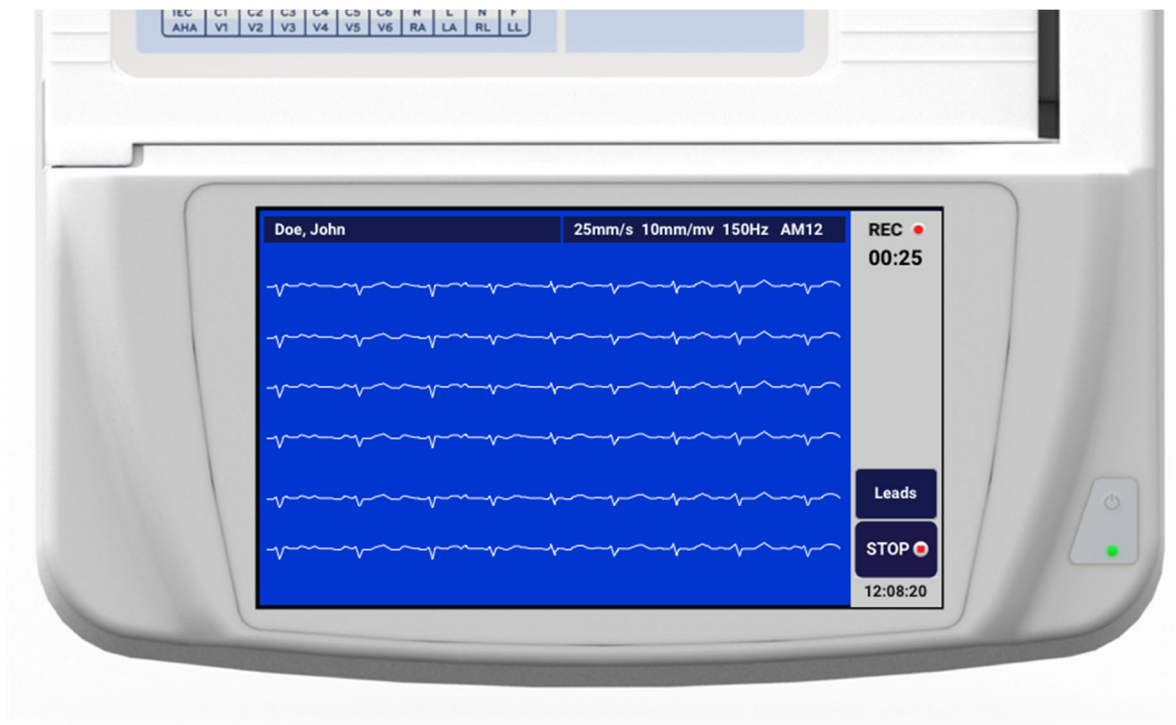 IEC C1 C2 C3 C4 C5 C6 R L N F
AHA V1 V2 V3 V4 V5 V6 RA LA RL LL
Doe, John
25mm/s 10mm/mv 150Hz AM12
REC
00:25
Leads
STOP
12:08:20